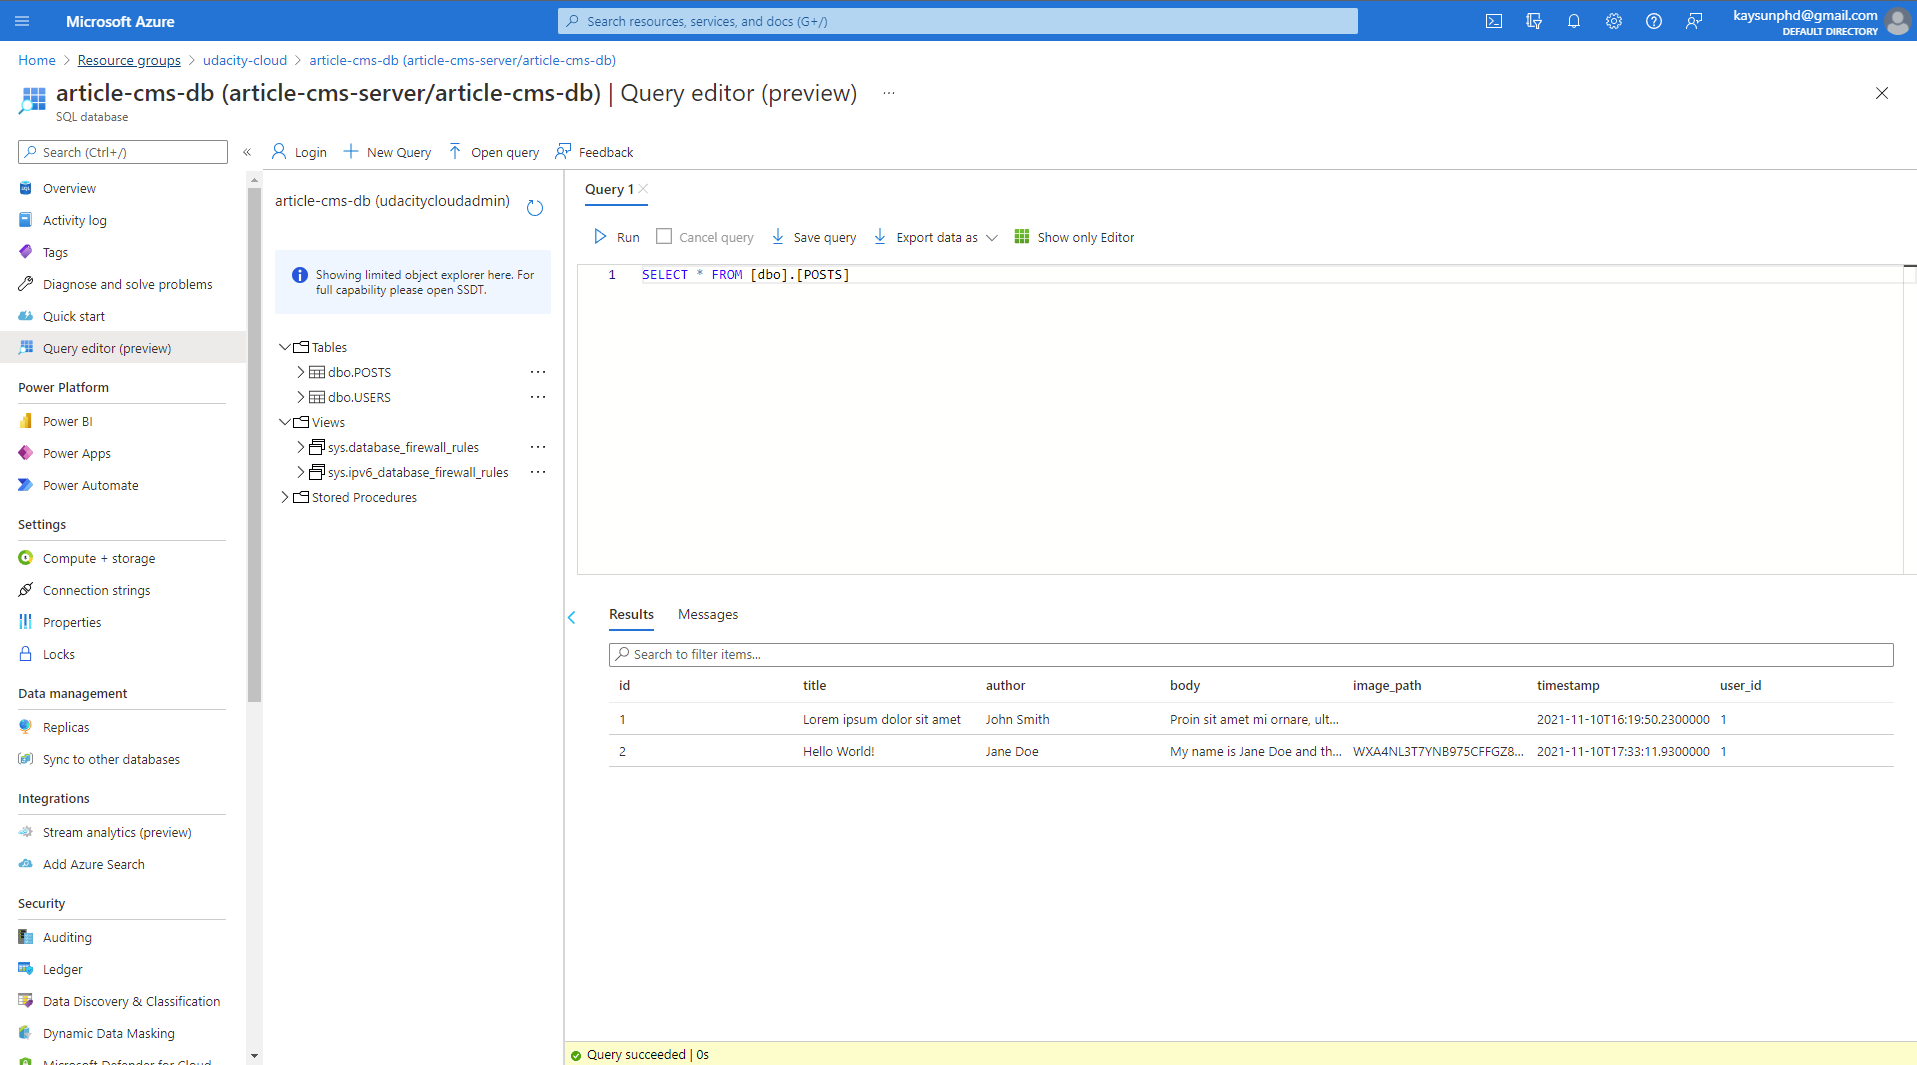 Microsoft Azure
Search resources, services, and docs (G+/)
kaysunphd@gmail.com
DEFAULT DIRECTORY
Home > Resource groups > udacity-cloud > article-cms-db (article-cms-server/article-cms-db)
article-cms-db (article-cms-server/article-cms-db) | Query editor (preview) ...
SQL database
Search (Ctrl+/)
Overview
Activity log
Tags
Diagnose and solve problems
Quick start
Query editor (preview)
Power Platform
Power BI
Power Apps
Power Automate
Settings
Compute + storage
Connection strings
Properties
Locks
Data management
Replicas
Sync to other databases
Integrations
Stream analytics (preview)
Add Azure Search
Security
Auditing
Ledger
Data Discovery & Classification
Dynamic Data Masking
Microsoft Defender for Cloud
Login New Query Open query Feedback
article-cms-db (udacitycloudadmin)
Showing limited object explorer here. For
full capability please open SSDT.
Tables
dbo.POSTS ...
dbo.USERS ...
Views
sys.database_firewall_rules ...
sys.ipv6_database_firewall_rules ...
Stored Procedures
Query 1
Run Cancel query Save query Export data as Show only Editor
1 SELECT * FROM [dbo].[POSTS]
Results Messages
Search to filter items...
id title author body image_path timestamp user_id
1 Lorem ipsum dolor sit amet John Smith Proin sit amet mi ornare, ult... 2021-11-10T16:19:50.2300000 1
2 Hello World! Jane Doe My name is Jane Doe and th... WXA4NL3T7YNB975CFFGZ8... 2021-11-10T17:33:11.9300000 1
Query succeeded | 0s